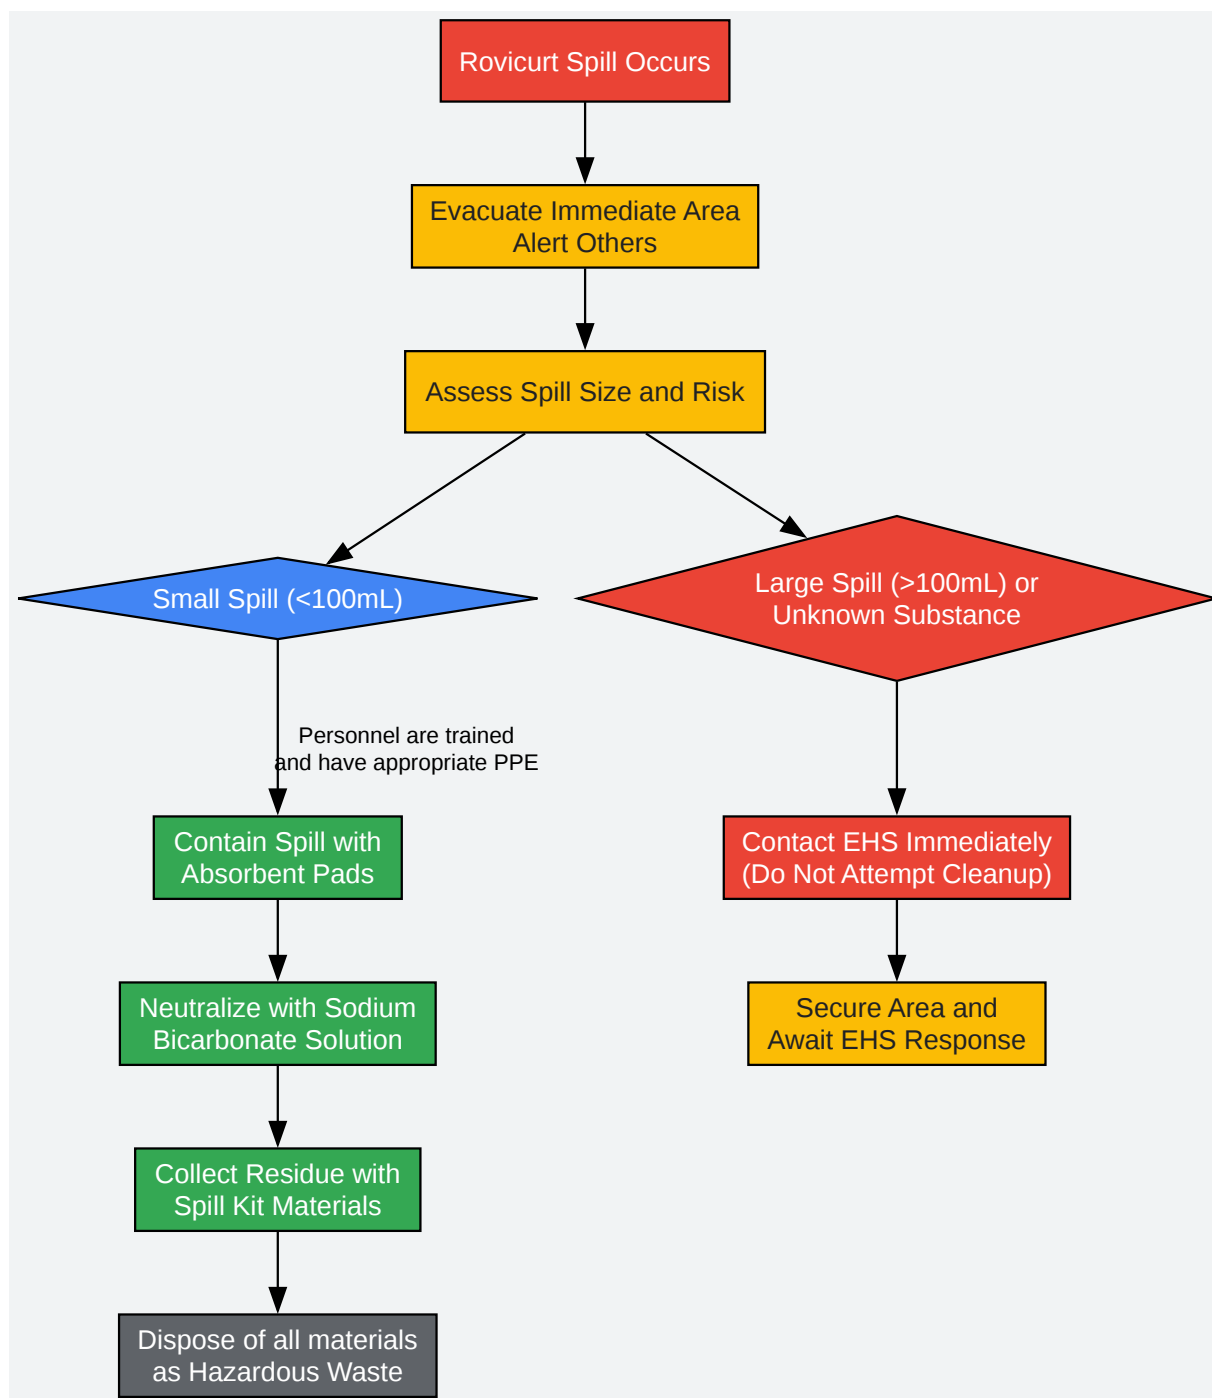 Rovicurt Spill Occurs
Evacuate Immediate Area
Alert Others
Assess Spill Size and Risk
Small Spill (<100mL)
Large Spill (>100mL) or
Unknown Substance
Personnel are trained
and have appropriate PPE
Contain Spill with
Absorbent Pads
Contact EHS Immediately
(Do Not Attempt Cleanup)
Neutralize with Sodium
Bicarbonate Solution
Secure Area and
Await EHS Response
Collect Residue with
Spill Kit Materials
Dispose of all materials
as Hazardous Waste